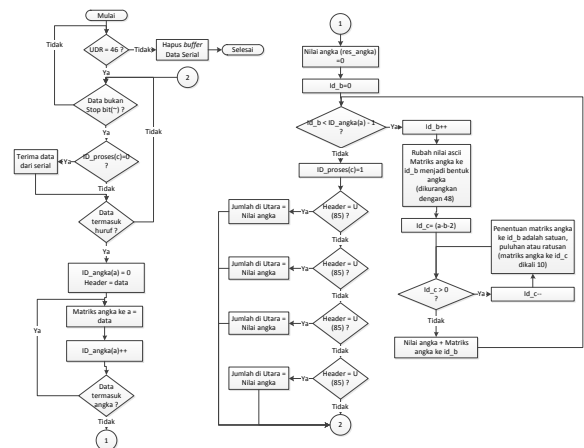 Mulai
UDR = 46 ?
Tidak
Hapus buffer
Data Serial
Selesai
Tidak
Ya
2
Data bukan
Stop bit(~) ?
Tidak
Ya
Terima data
dari serial
Ya
ID_proses(c)=0
?
Tidak
Data
termasuk
huruf ?
Ya
ID_angka(a) = 0
Header = data
Matriks angka ke a =
data
Ya
ID_angka(a)++
Data
termasuk
angka ?
Tidak
1
1
Nilai angka (res_angka)
=0
Id_b=0
Id_b < ID_angka(a) - 1
?
Ya
Id_b++
Tidak
ID_proses(c)=1
Rubah nilai ascii
Matriks angka ke
id_b menjadi bentuk
angka
(dikurangkan
dengan 48)
Id_c= (a-b-2)
Penentuan matriks angka
ke id_b adalah satuan,
puluhan atau ratusan
(matriks angka ke id_c
dikali 10)
Id_c > 0
?
Ya
Id_c--
Tidak
Nilai angka + Matriks
angka ke id_b
Jumlah di Utara =
Nilai angka
Ya
Header = U
(85) ?
Tidak
Jumlah di Utara =
Nilai angka
Ya
Header = U
(85) ?
Tidak
Jumlah di Utara =
Nilai angka
Ya
Header = U
(85) ?
Tidak
Jumlah di Utara =
Nilai angka
Ya
Header = U
(85) ?
Tidak
2